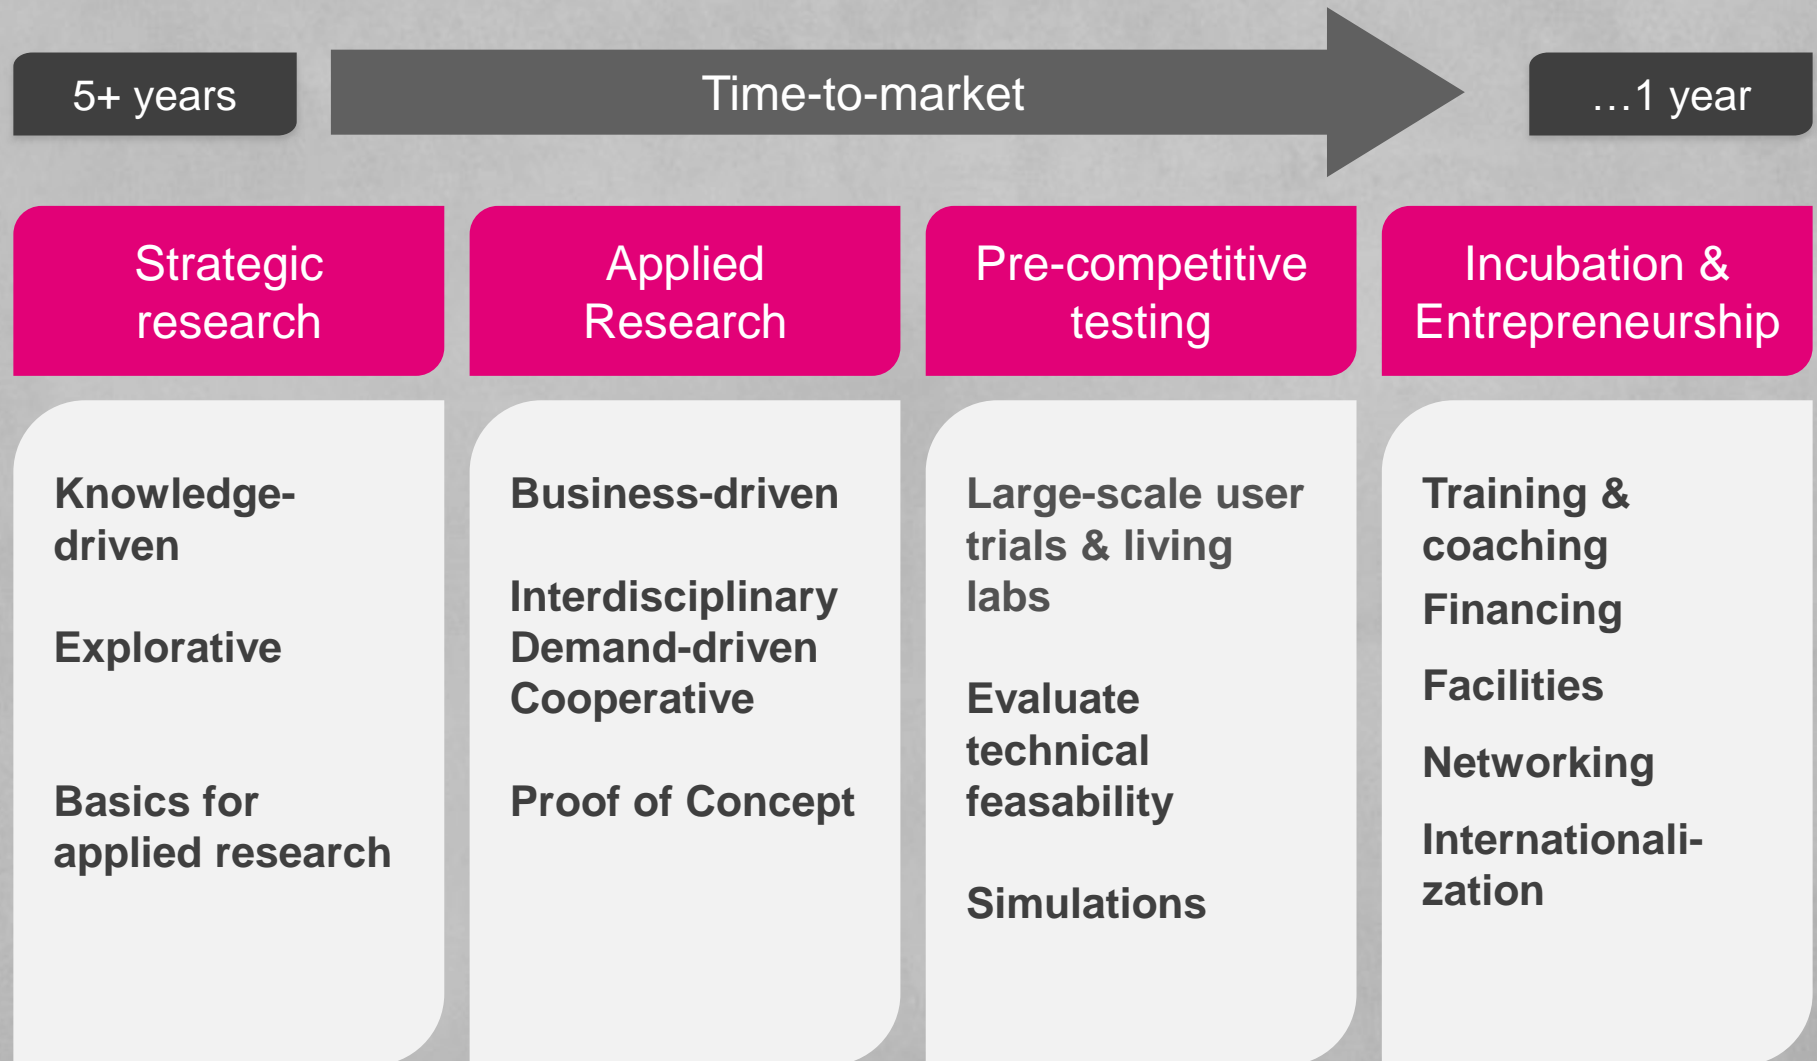 5+ years
Time-to-market
...1 year
Strategic
research
Applied
Research
Pre-competitive
testing
Incubation &
Entrepreneurship
Knowledge-
driven
Explorative
Basics for
applied research
Business-driven
Interdisciplinary
Demand-driven
Cooperative
Proof of Concept
Large-scale user
trials & living
labs
Evaluate
technical
feasability
Simulations
Training &
coaching
Financing
Facilities
Networking
Internationali-
zation